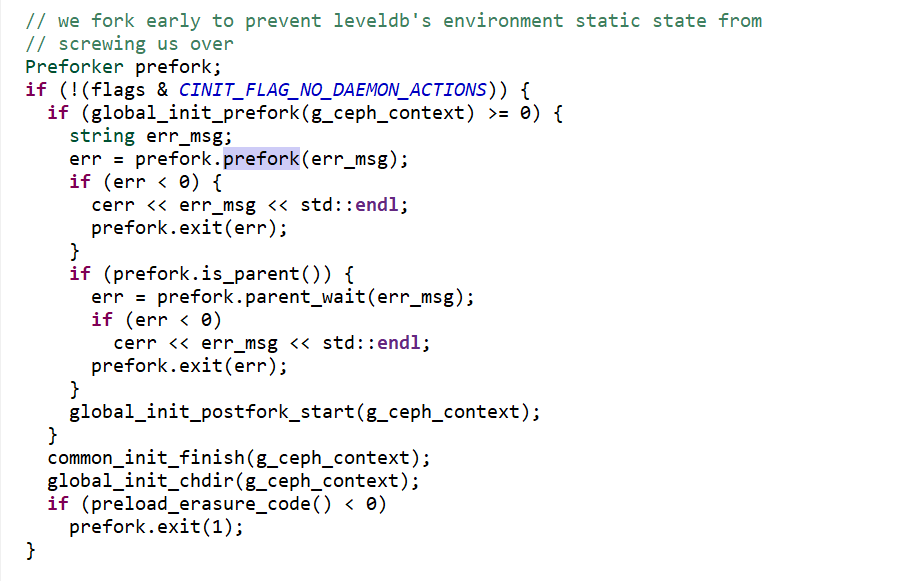 // we fork early to prevent leveldb's environment static state from
// screwing us over
Preforker prefork;
if (!(flags & CINIT_FLAG_NO_DAEMON_ACTIONS)) {
  if (global_init_prefork(g_ceph_context) >= 0) {
    string err_msg;
    err = prefork.prefork(err_msg);
    if (err < 0) {
      cerr << err_msg << std::endl;
      prefork.exit(err);
    }
    if (prefork.is_parent()) {
      err = prefork.parent_wait(err_msg);
      if (err < 0)
        cerr << err_msg << std::endl;
      prefork.exit(err);
    }
    global_init_postfork_start(g_ceph_context);
  }
  common_init_finish(g_ceph_context);
  global_init_chdir(g_ceph_context);
  if (preload_erasure_code() < 0)
    prefork.exit(1);
}